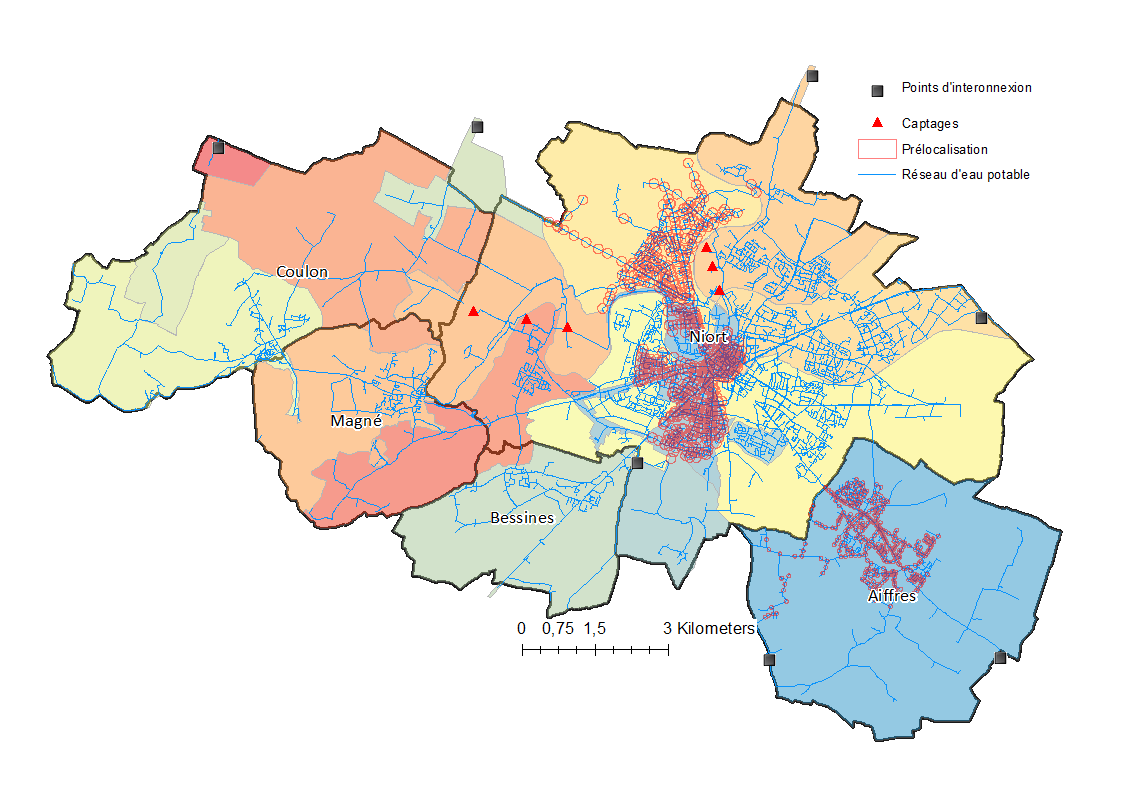 Points d'interonnexion
Captages
Prélocalisation
Réseau d'eau potable
Coulon
Niort
Magné
Bessines
Aiffres
0 0,75 1,5 3 Kilometers